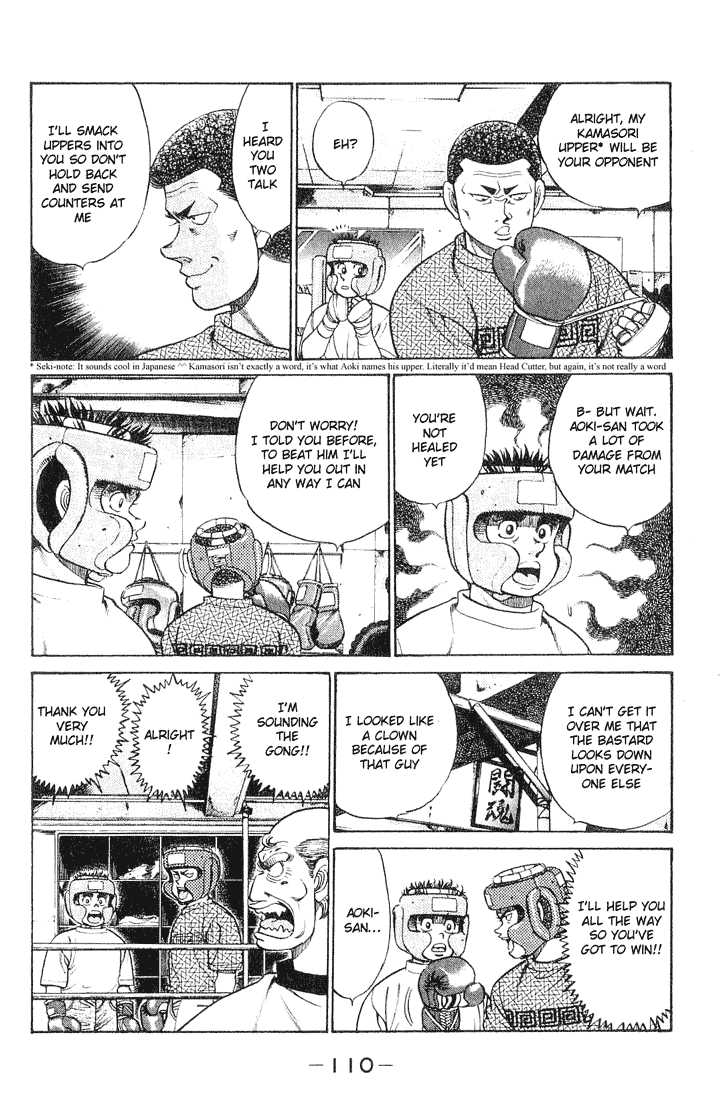 ALRIGHT, MY
KAMASORI
UPPER* WILL BE
YOUR OPPONENT
EH?
I
HEARD
YOU
TWO
TALK
I'LL SMACK
UPPERS INTO
YOU SO DON'T
HOLD BACK
AND SEND
COUNTERS AT
ME
* Seki-note: It sounds cool in Japanese ^^ Kamasori isn't exactly a word, it's what Aoki names his upper. Literally it'd mean Head Cutter, but again, it's not really a word
B- BUT WAIT.
AOKI-SAN TOOK
A LOT OF
DAMAGE FROM
YOUR MATCH
YOU'RE
NOT
HEALED
YET
DON'T WORRY!
I TOLD YOU BEFORE,
TO BEAT HIM I'LL
HELP YOU OUT IN
ANY WAY I CAN
I CAN'T GET IT
OVER ME THAT
THE BASTARD
LOOKS DOWN
UPON EVERY-
ONE ELSE
I LOOKED LIKE
A CLOWN
BECAUSE OF
THAT GUY
闘魂
I'LL HELP YOU
ALL THE WAY
SO YOU'VE
GOT TO WIN!!
AOKI-
SAN...
I'M
SOUNDING
THE
GONG!!
ALRIGHT
!
THANK YOU
VERY
MUCH!!
—110—